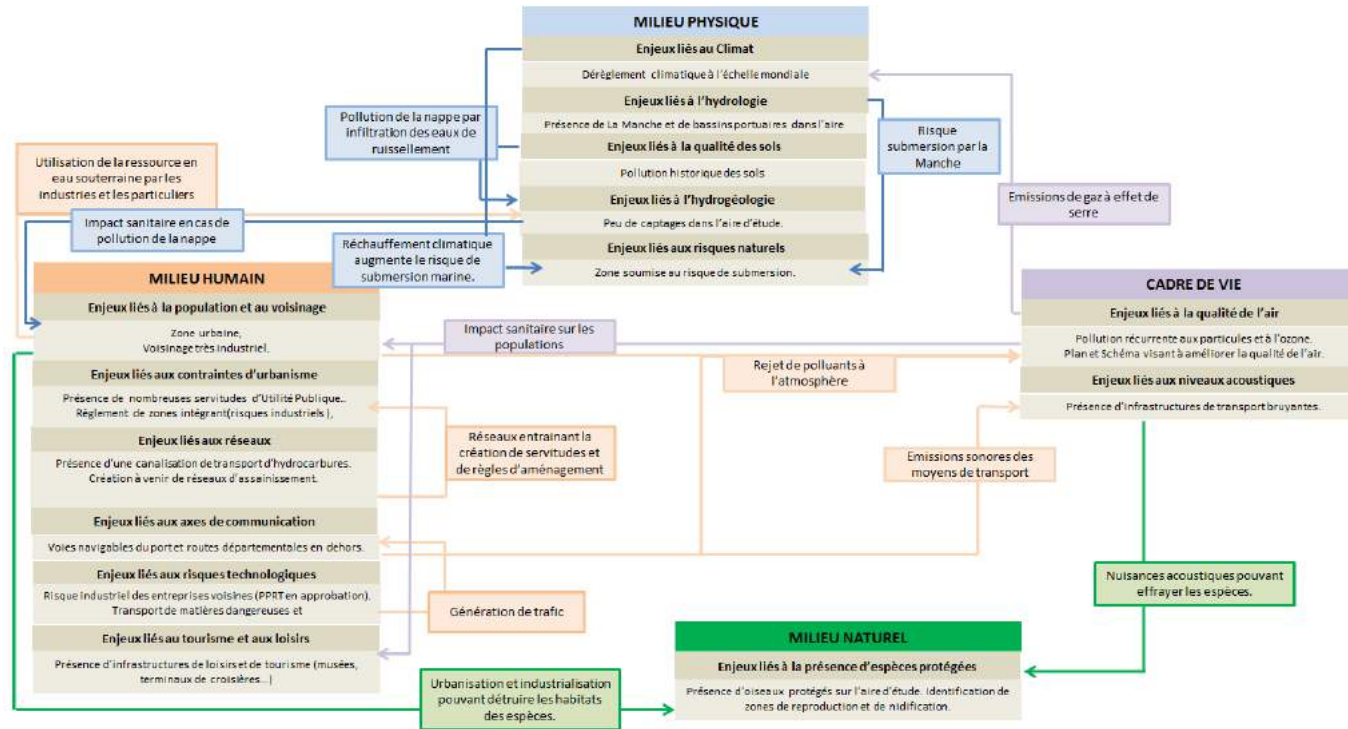 MILIEU PHYSIQUE
Enjeux liés au Climat
Dérèglement climatique à l'échelle mondiale
Enjeux liés à l'hydrologie
Présence de La Manche et de bassins portuaires dans l'aire
Enjeux liés à la qualité des sols
Pollution historique des sols
Enjeux liés à l'hydrogéologie
Peu de captages dans l'aire d'étude.
Enjeux liés aux risques naturels
Zone soumise au risque de submersion.
Pollution de la nappe par
infiltration des eaux de
ruissellement
Risque
submersion par la
Manche
Utilisation de la ressource en
eau souterraine par les
industries et les particuliers
Impact sanitaire en cas de
pollution de la nappe
Réchauffement climatique
augmente le risque de
submersion marine.
Emissions de gaz à effet de
serre
MILIEU HUMAIN
Enjeux liés à la population et au voisinage
Zone urbaine,
Voisinage très industriel.
Enjeux liés aux contraintes d'urbanisme
Présence de nombreuses servitudes d'Utilité Publique..
Règlement de zones intégrant(risques industriels ),
Enjeux liés aux réseaux
Présence d'une canalisation de transport d'hydrocarbures.
Création à venir de réseaux d'assainissement.
Enjeux liés aux axes de communication
Voies navigables du port et routes départementales en dehors.
Enjeux liés aux risques technologiques
Risque industriel des entreprises voisines (PPRT en approbation).
Transport de matières dangereuses et
Enjeux liés au tourisme et aux loisirs
Présence d'infrastructures de loisirs et de tourisme (musées,
terminaux de croisières...)
Impact sanitaire sur les
populations
Rejet de polluants à
l'atmosphère
Réseaux entrainant la
création de servitudes et
de règles d'aménagement
Emissions sonores des
moyens de transport
Génération de trafic
CADRE DE VIE
Enjeux liés à la qualité de l'air
Pollution récurrente aux particules et à l'ozone.
Plan et Schéma visant à améliorer la qualité de l'air.
Enjeux liés aux niveaux acoustiques
Présence d'infrastructures de transport bruyantes.
Nuisances acoustiques pouvant
effrayer les espèces.
MILIEU NATUREL
Enjeux liés à la présence d'espèces protégées
Présence d'oiseaux protégés sur l'aire d'étude. Identification de
zones de reproduction et de nidification.
Urbanisation et industrialisation
pouvant détruire les habitats
des espèces.